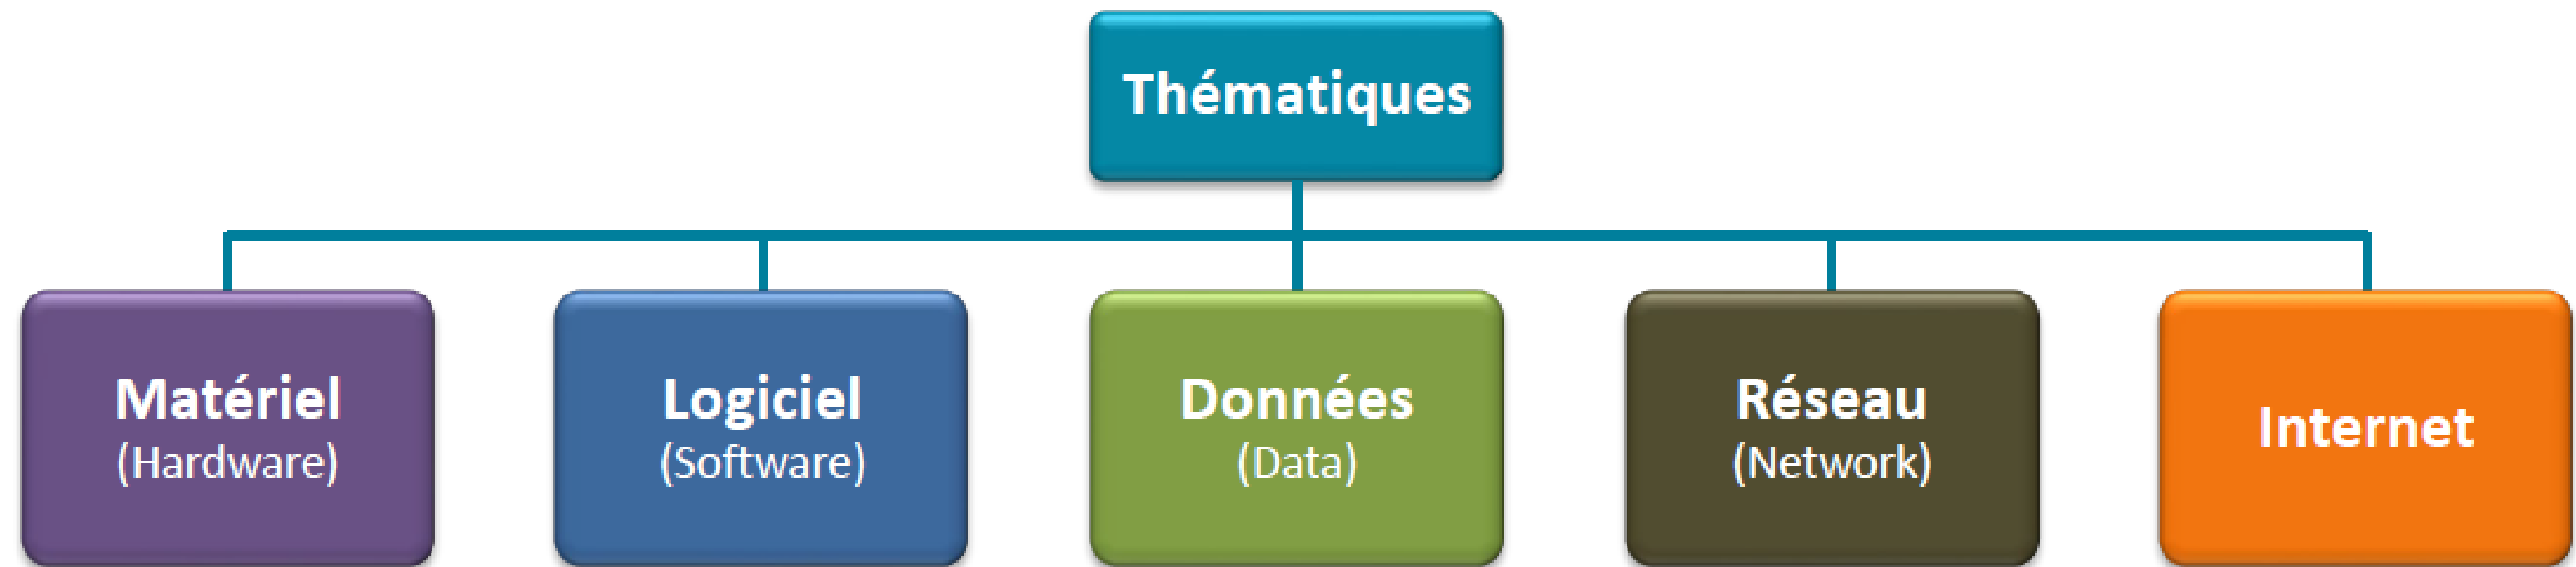 Thématiques
Matériel
(Hardware)
Logiciel
(Software)
Données
(Data)
Réseau
(Network)
Internet